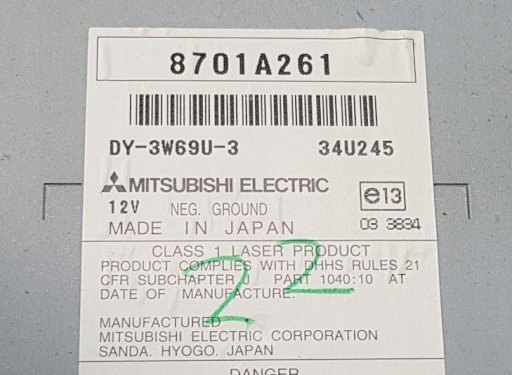 8701A261
DY-3W69U-3 34U245
MITSUBISHI ELECTRIC
e13
12V NEG. GROUND
MADE IN JAPAN 03 3834
CLASS 1 LASER PRODUCT
PRODUCT COMPLIES WITH DHHS RULES 21
CFR SUBCHAPTER PART 1040:10 AT
DATE OF MANUFACTURE.
22
MANUFACTURED
MITSUBISHI ELECTRIC CORPORATION
SANDA. HYOGO. JAPAN
DANGER